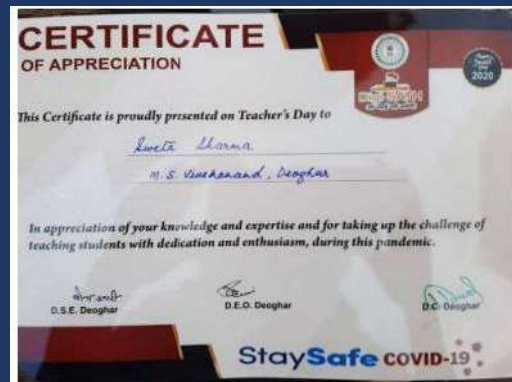 CERTIFICATE
OF APPRECIATION
2020
This Certificate is proudly presented on Teacher's Day to
Sweta Sharma
M. S. Vivekanand, Deoghar
In appreciation of your knowledge and expertise and for taking up the challenge of
teaching students with dedication and enthusiasm, during this pandemic.
D.S.E. Deoghar
D.E.O. Deoghar
D.C. Deoghar
StaySafe COVID-19